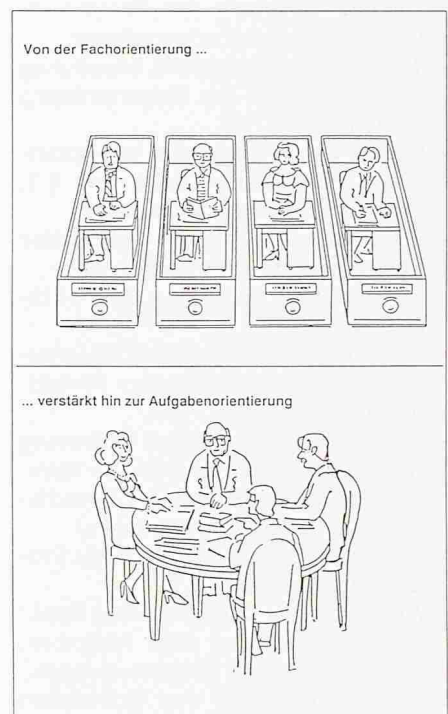 Von der Fachorientierung ...
... verstärkt hin zur Aufgabenorientierung